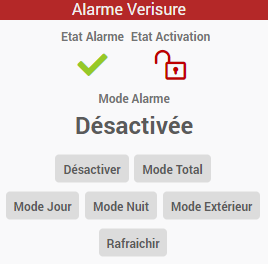 Alarme Verisure
Etat Alarme Etat Activation
Mode Alarme
Désactivée
Désactiver Mode Total
Mode Jour Mode Nuit Mode Extérieur
Rafraichir